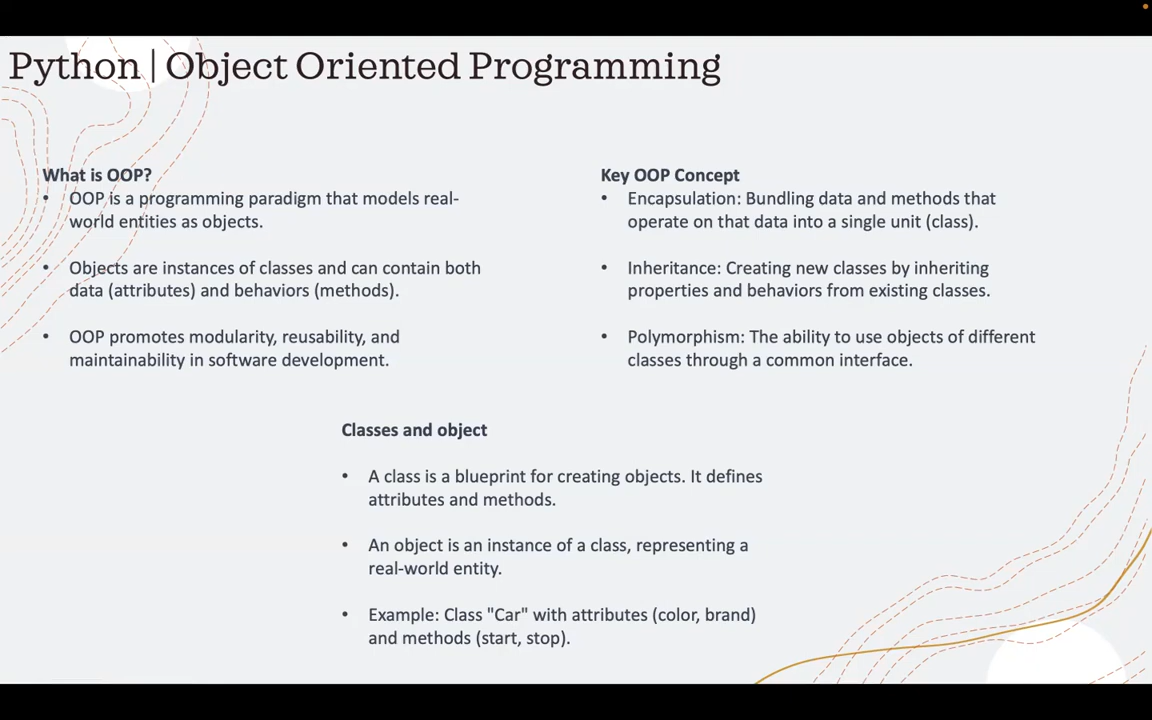 Python | Object Oriented Programming
What is OOP?
• OOP is a programming paradigm that models real-
world entities as objects.
• Objects are instances of classes and can contain both
data (attributes) and behaviors (methods).
• OOP promotes modularity, reusability, and
maintainability in software development.
Key OOP Concept
• Encapsulation: Bundling data and methods that
operate on that data into a single unit (class).
• Inheritance: Creating new classes by inheriting
properties and behaviors from existing classes.
• Polymorphism: The ability to use objects of different
classes through a common interface.
Classes and object
• A class is a blueprint for creating objects. It defines
attributes and methods.
• An object is an instance of a class, representing a
real-world entity.
• Example: Class "Car" with attributes (color, brand)
and methods (start, stop).